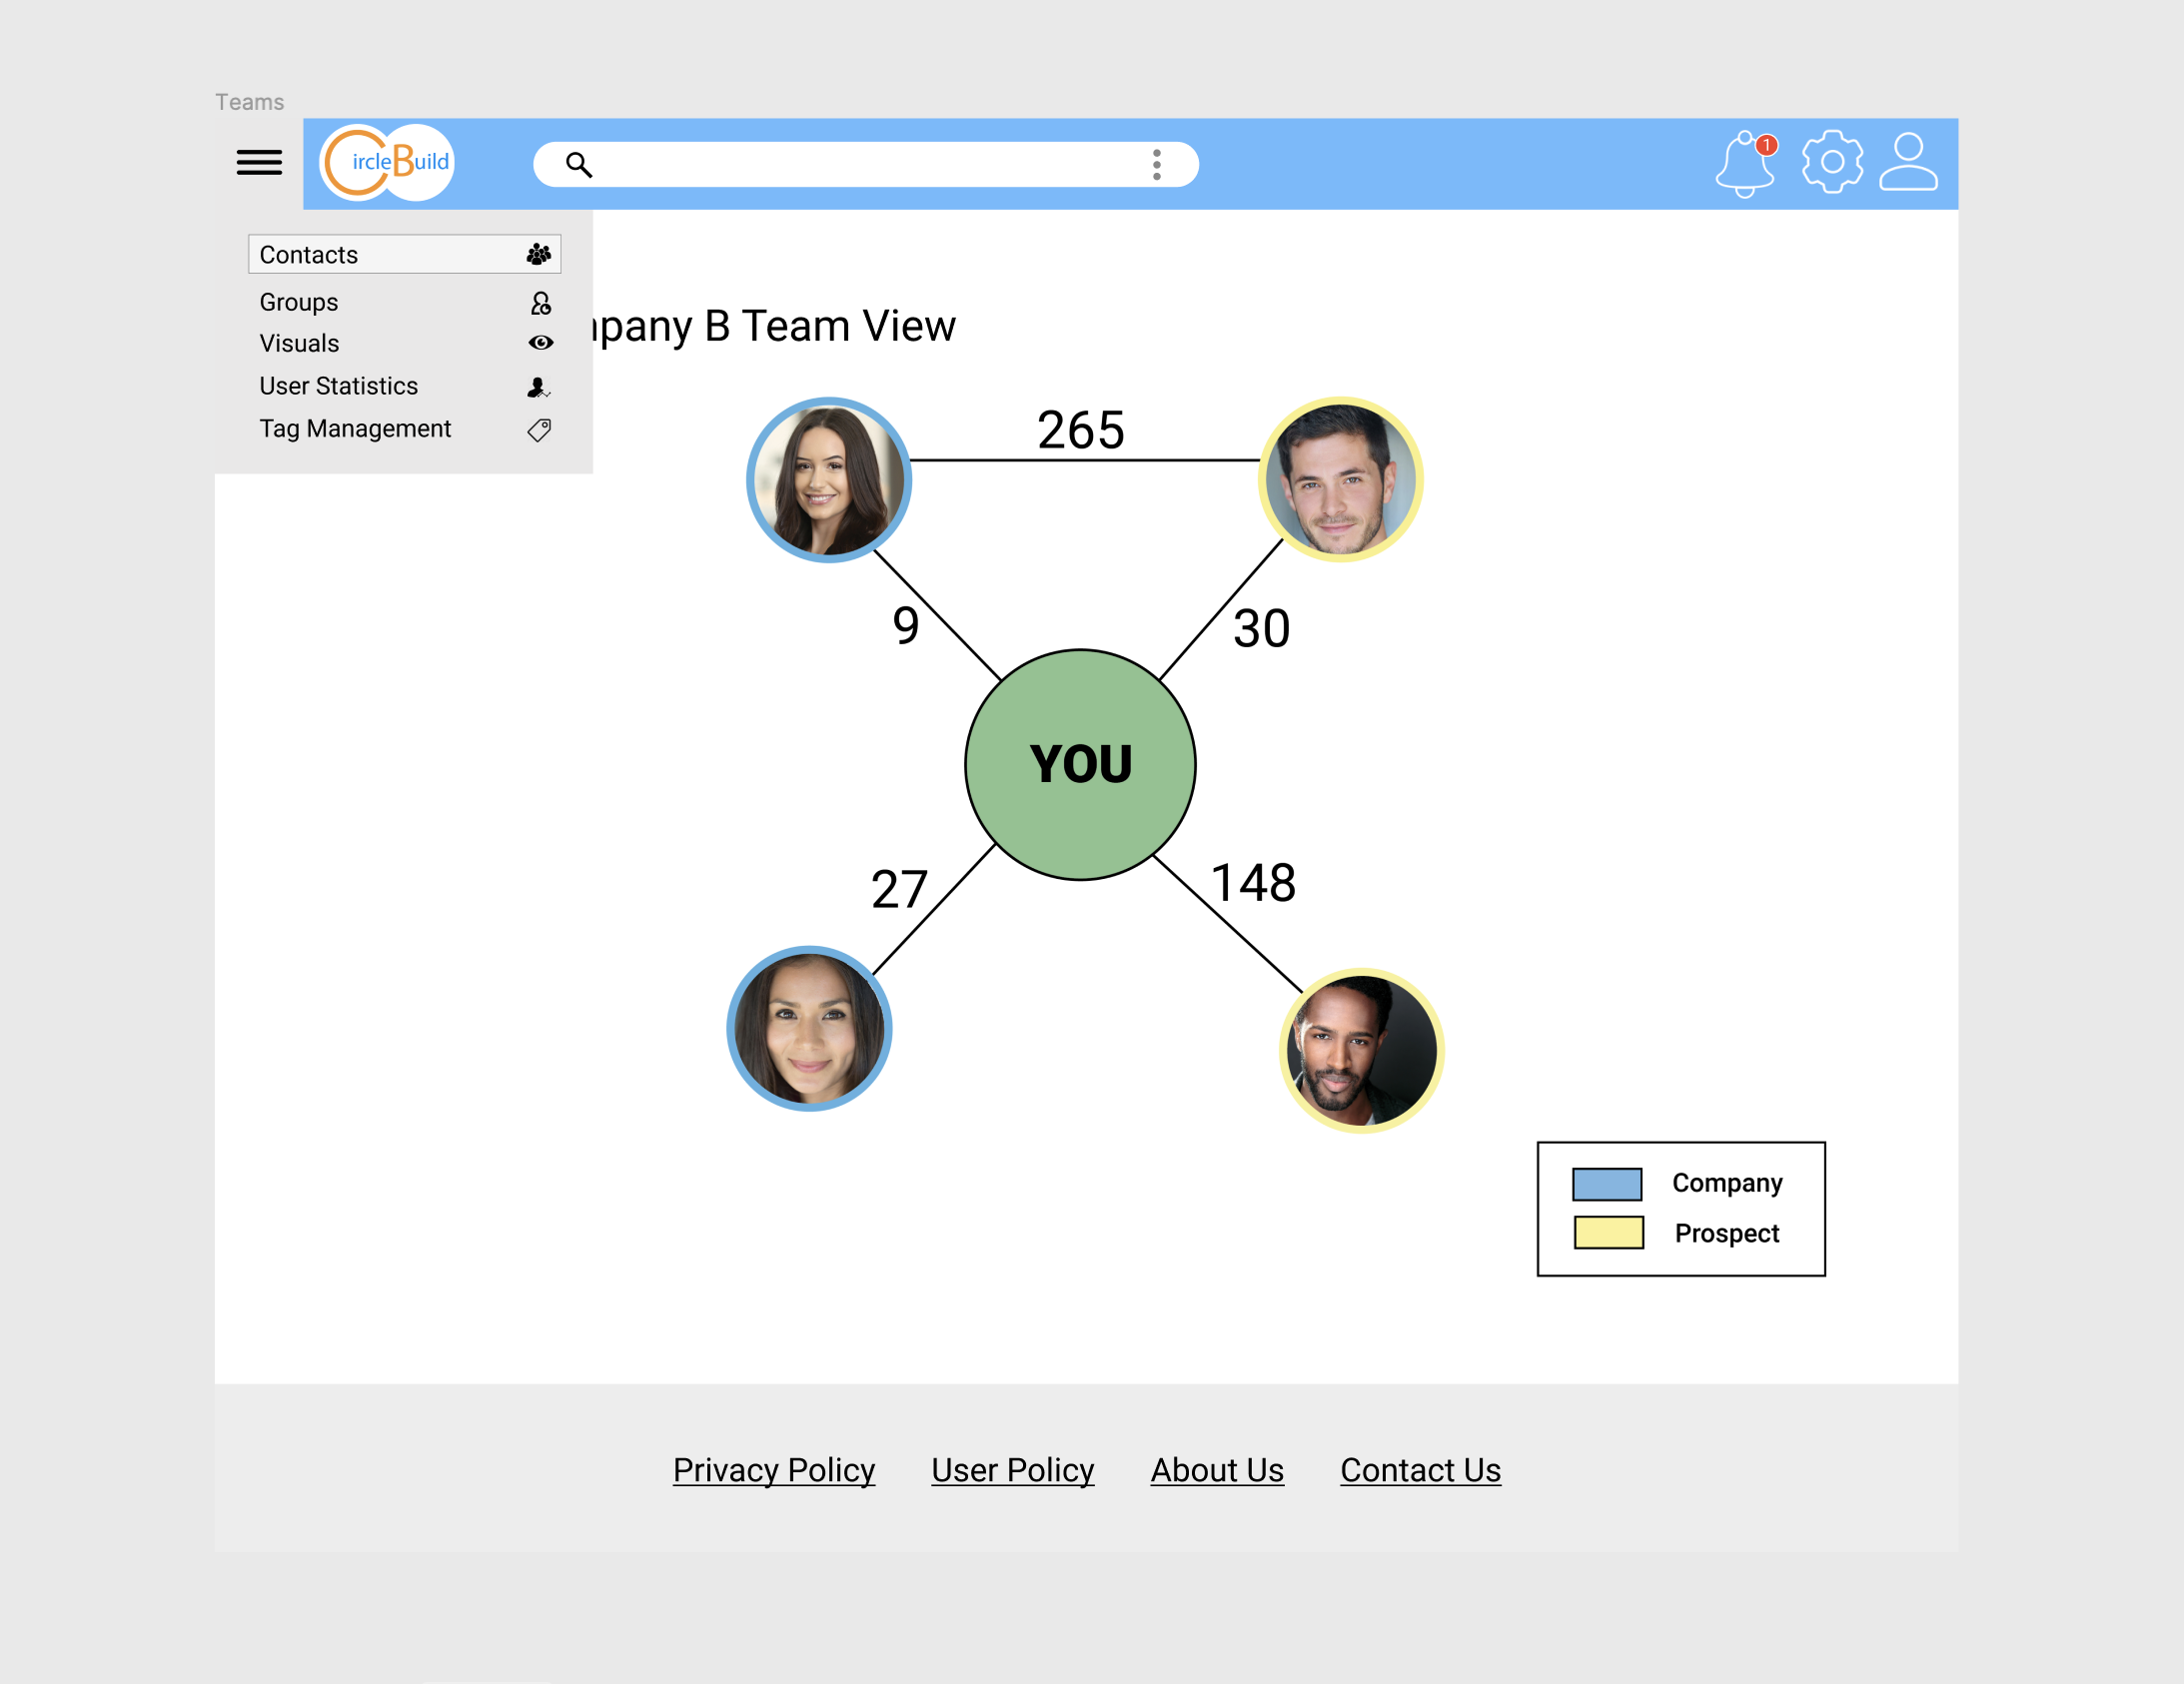 Teams
CircleBuild
1
Contacts
Groups
Visuals
User Statistics
Tag Management
pany B Team View
265
9
30
YOU
27
148
Company
Prospect
Privacy Policy
User Policy
About Us
Contact Us